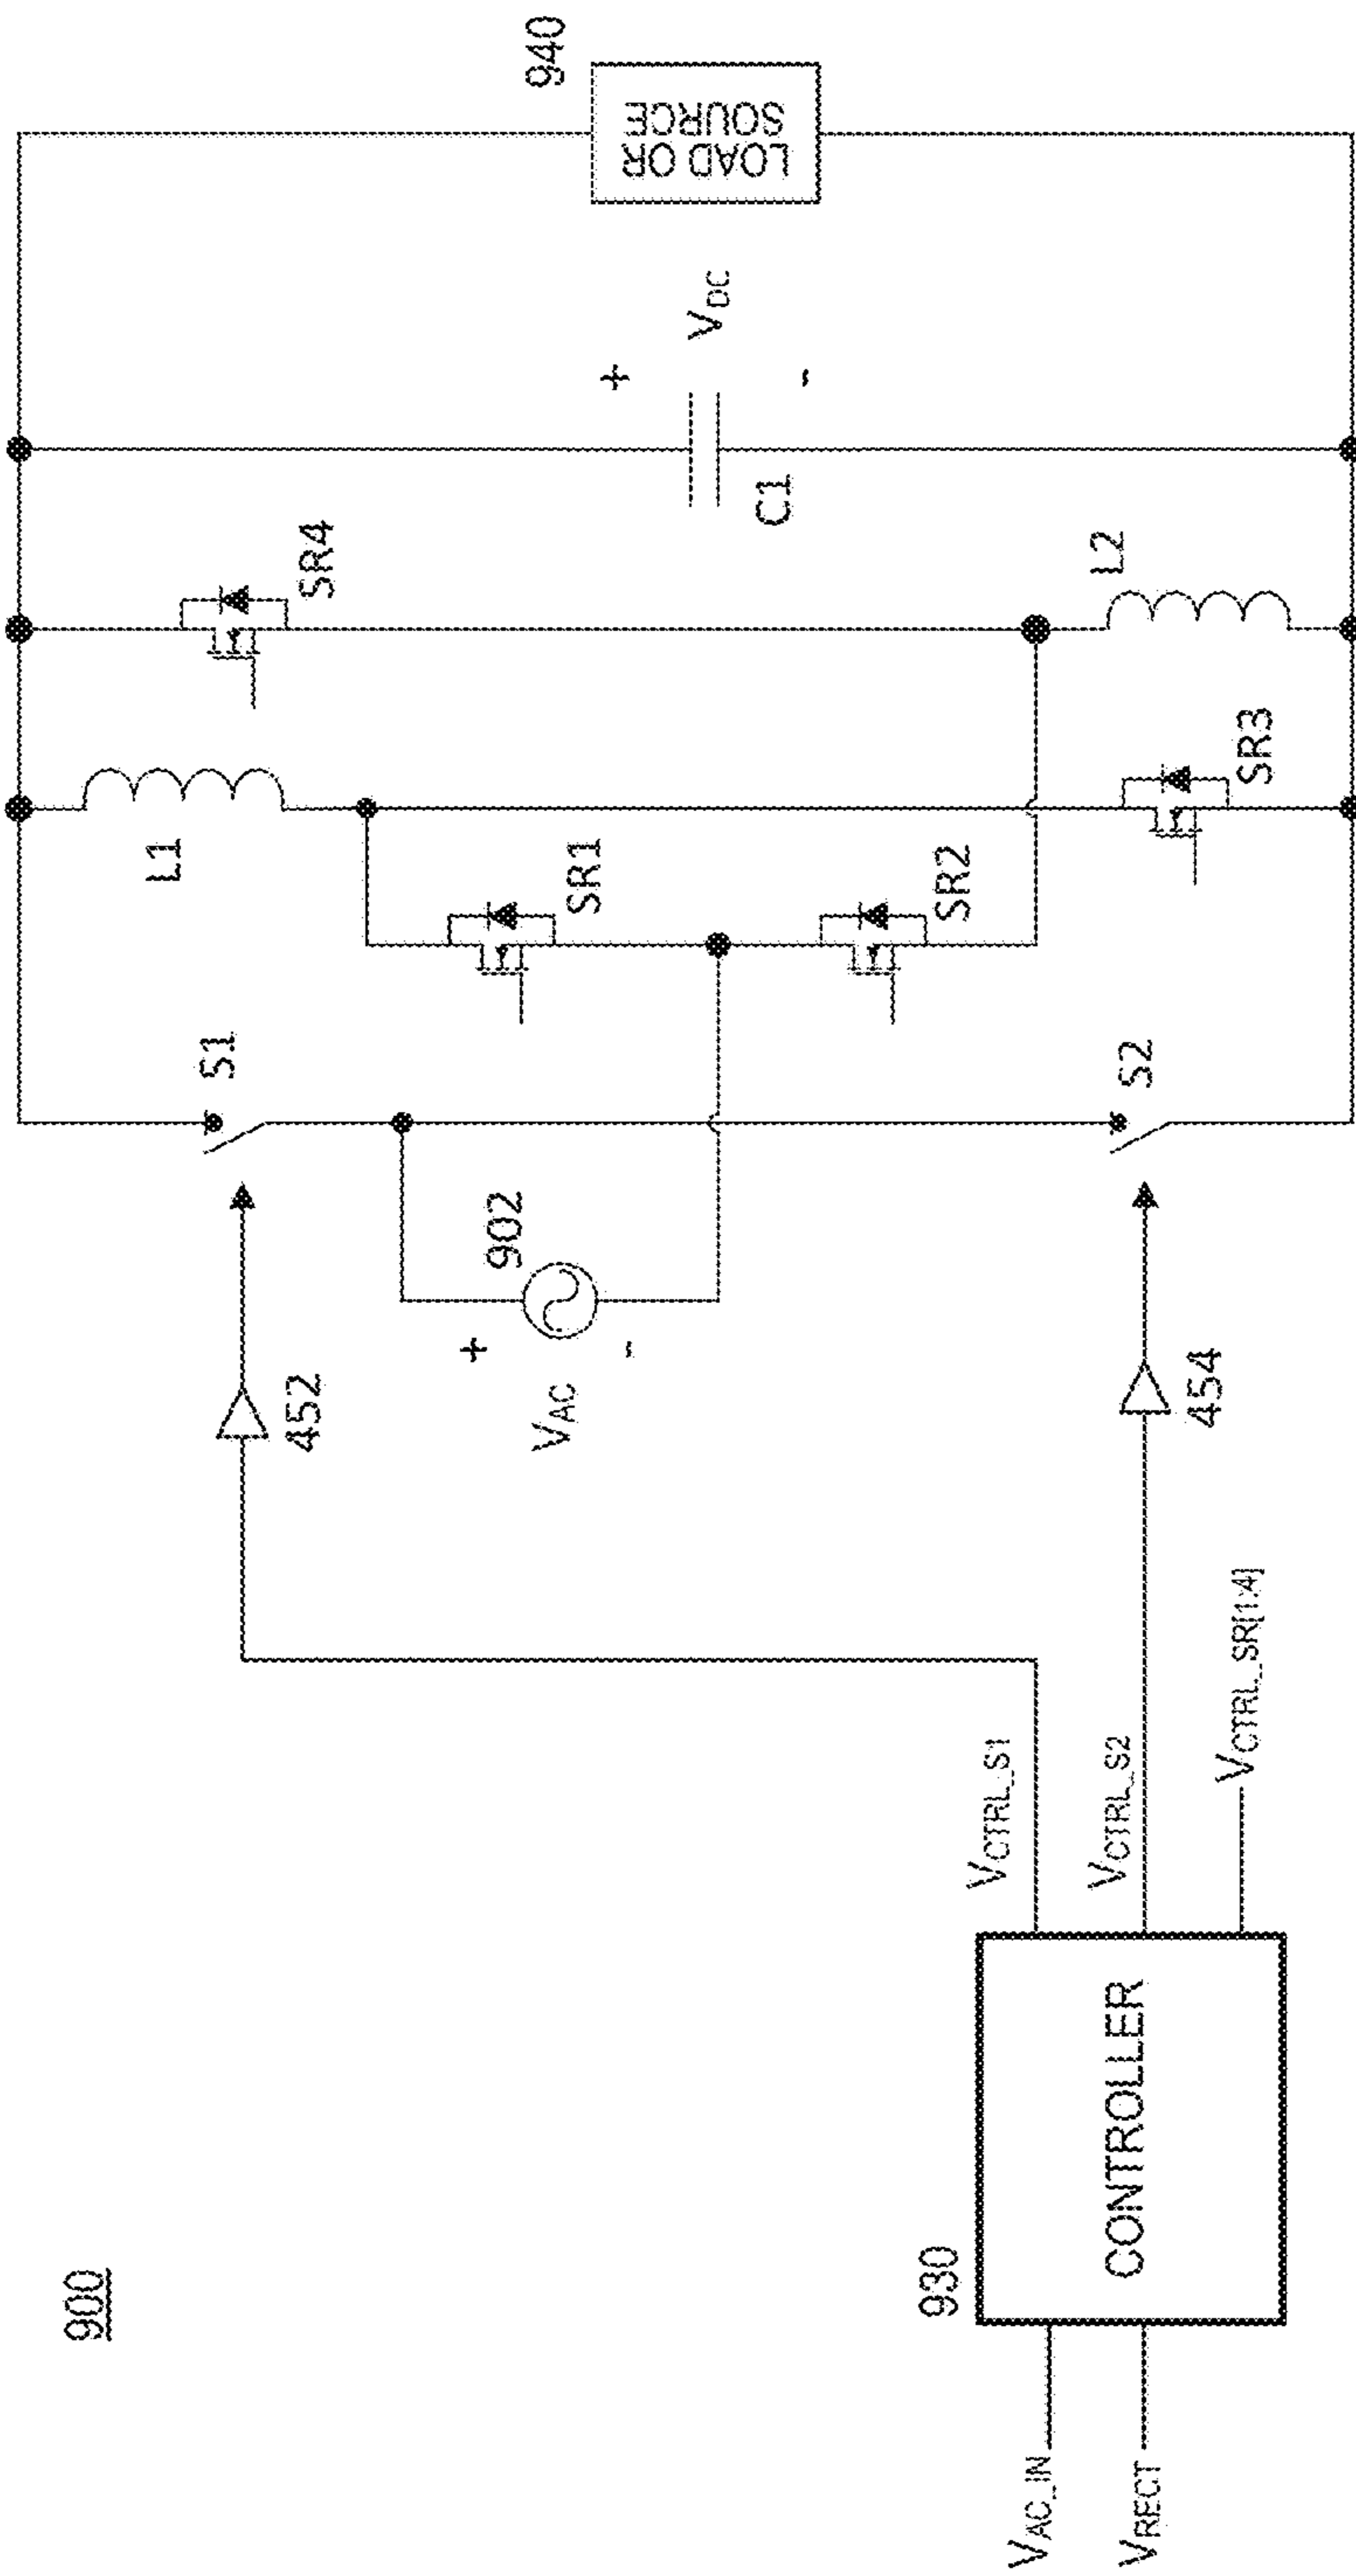 900
930
CONTROLLER
VAC_IN
VRECT
VCTRL_S1
VCTRL_S2
VCTRL_SR[1:4]
452
454
VAC
+
-
902
S1
S2
L1
SR1
SR2
SR3
SR4
L2
C1
+
-
VDC
940
LOAD OR
SOURCE